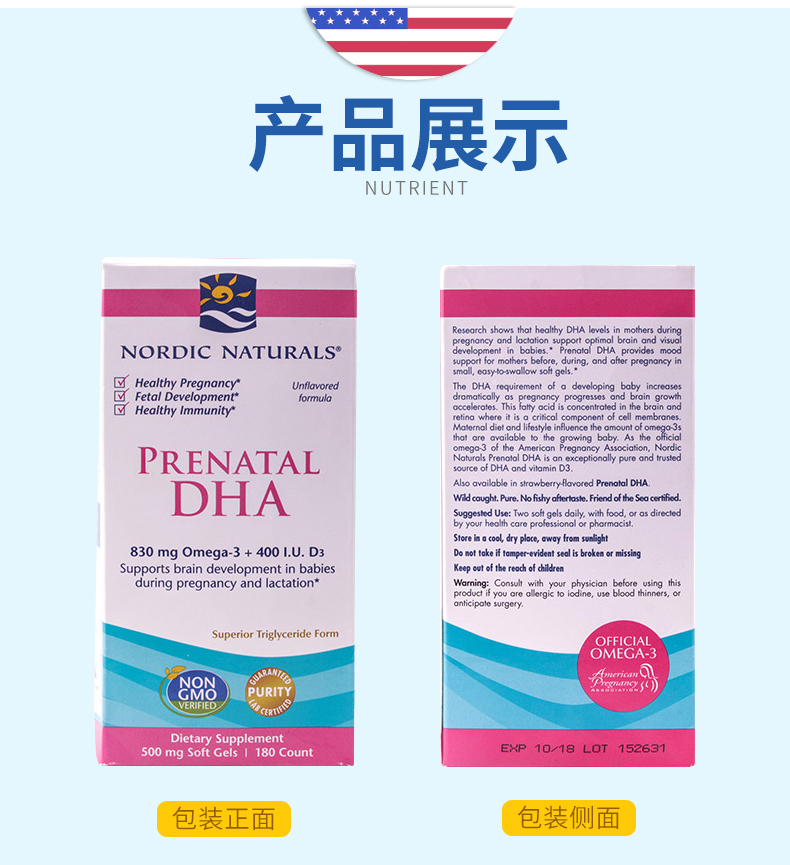 产品展示
NUTRIENT
NORDIC NATURALS®
Healthy Pregnancy*
Fetal Development*
Healthy Immunity*
Unflavored
formula
PRENATAL
DHA
830 mg Omega-3 + 400 I.U. D3
Supports brain development in babies
during pregnancy and lactation*
Superior Triglyceride Form
NON
GMO
VERIFIED
GUARANTEED
PURITY
LAB CERTIFIED
Dietary Supplement
500 mg Soft Gels | 180 Count
包装正面
Research shows that healthy DHA levels in mothers during
pregnancy and lactation support optimal brain and visual
development in babies.* Prenatal DHA provides mood
support for mothers before, during, and after pregnancy in
small, easy-to-swallow soft gels.*
The DHA requirement of a developing baby increases
dramatically as pregnancy progresses and brain growth
accelerates. This fatty acid is concentrated in the brain and
retina where it is a critical component of cell membranes.
Maternal diet and lifestyle influence the amount of omega-3s
that are available to the growing baby. As the official
omega-3 of the American Pregnancy Association, Nordic
Naturals Prenatal DHA is an exceptionally pure and trusted
source of DHA and vitamin D3.
Also available in strawberry-flavored Prenatal DHA.
Wild caught. Pure. No fishy aftertaste. Friend of the Sea certified.
Suggested Use: Two soft gels daily, with food, or as directed
by your health care professional or pharmacist.
Store in a cool, dry place, away from sunlight
Do not take if tamper-evident seal is broken or missing
Keep out of the reach of children
Warning: Consult with your physician before using this
product if you are allergic to iodine, use blood thinners, or
anticipate surgery.
OFFICIAL
OMEGA-3
American
Pregnancy
ASSOCIATION
EXP 10/18 LOT 152631
包装侧面